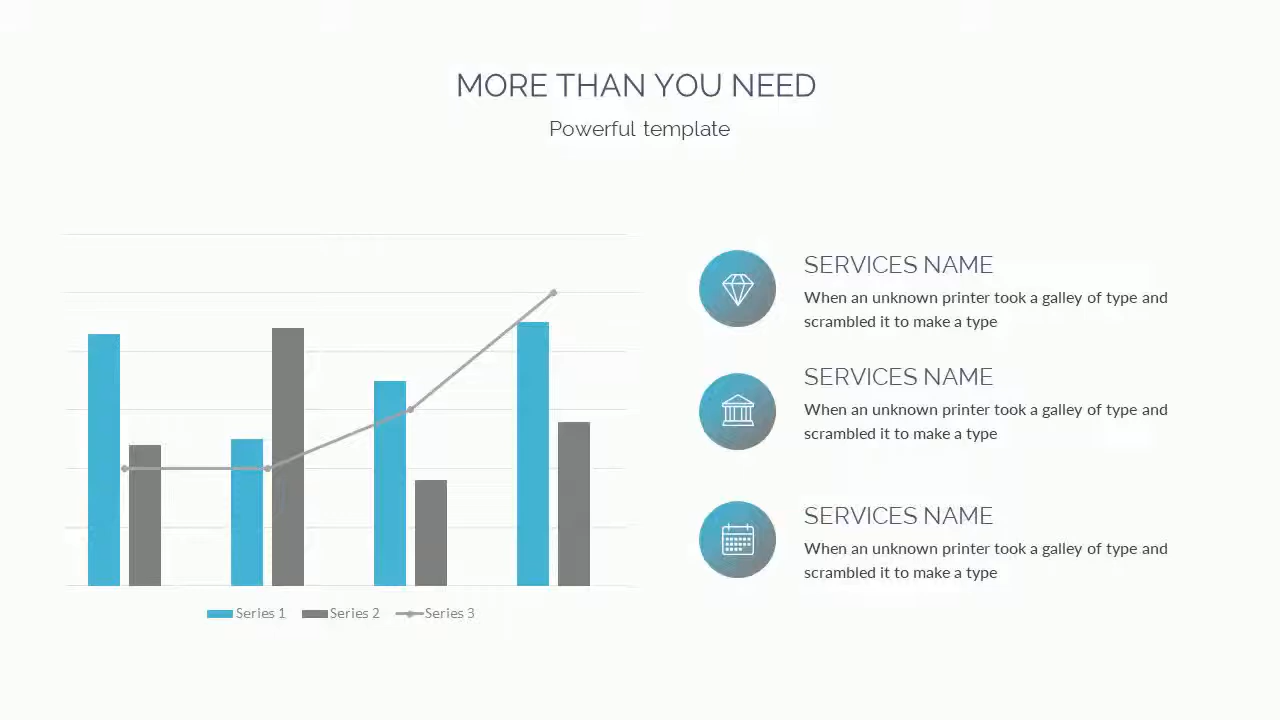 MORE THAN YOU NEED
Powerful template
SERVICES NAME
When an unknown printer took a galley of type and
scrambled it to make a type
SERVICES NAME
When an unknown printer took a galley of type and
scrambled it to make a type
SERVICES NAME
When an unknown printer took a galley of type and
scrambled it to make a type
Series 1 Series 2 Series 3